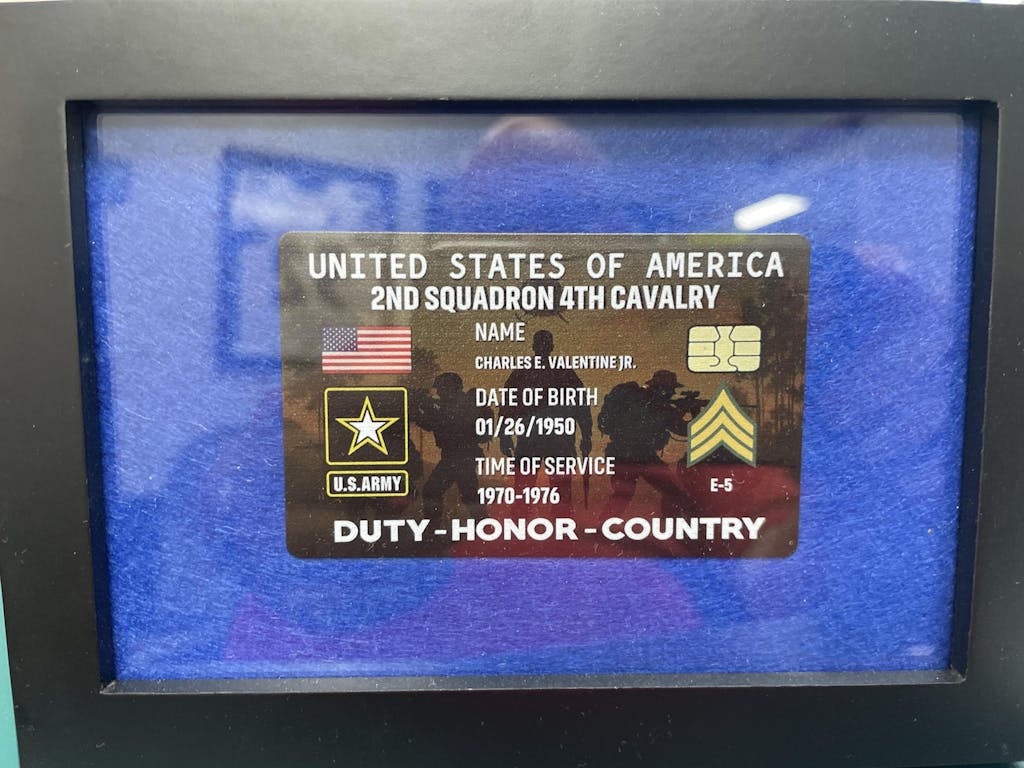 UNITED STATES OF AMERICA
2ND SQUADRON 4TH CAVALRY
NAME
CHARLES E. VALENTINE JR.
DATE OF BIRTH
01/26/1950
TIME OF SERVICE
1970-1976
U.S.ARMY
E-5
DUTY-HONOR-COUNTRY